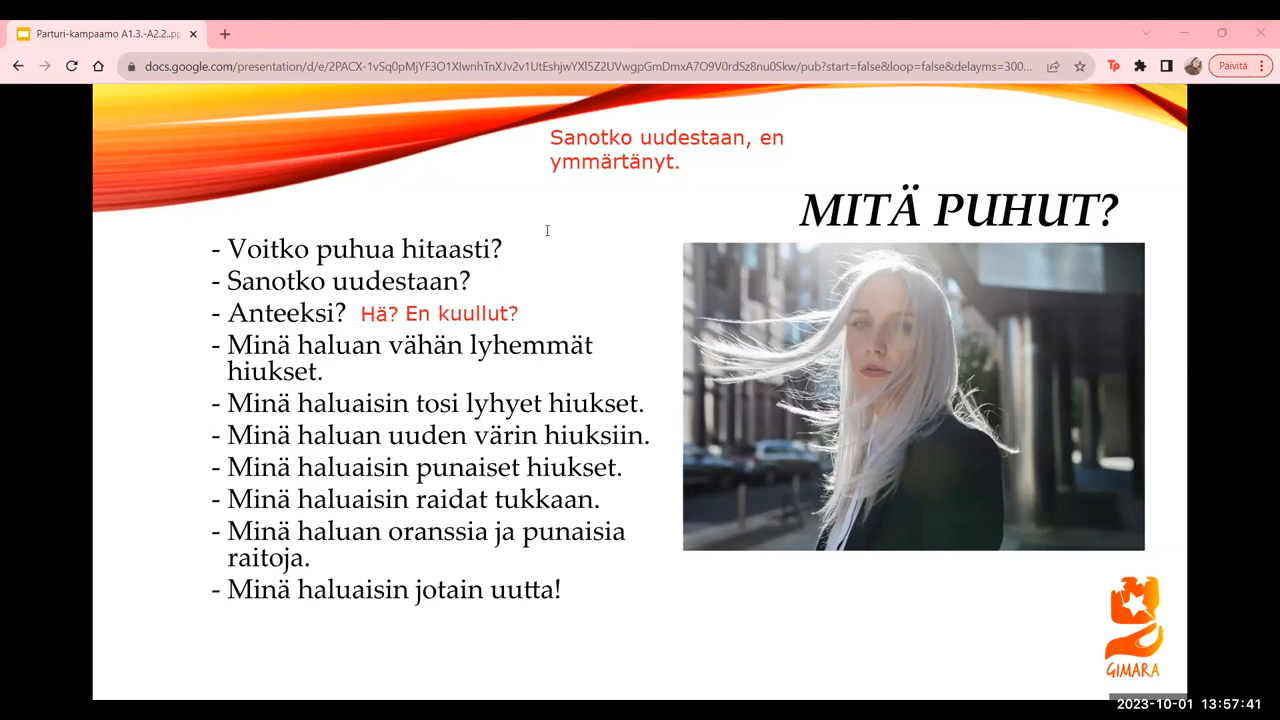 Parturi-kampaamo A1.3.-A2.2..pp
docs.google.com/presentation/d/e/2PACX-1vSq0pMjYF3O1XIwnhTnXJv2v1UtEshjwYXl5Z2UVwgpGmDmxA7O9V0rdSz8nu0Skw/pub?start=false&loop=false&delayms=300...
Päivitä
Sanotko uudestaan, en
ymmärtänyt.
MITÄ PUHUT?
- Voitko puhua hitaasti?
- Sanotko uudestaan?
- Anteeksi? Hä? En kuullut?
- Minä haluan vähän lyhemmät
hiukset.
- Minä haluaisin tosi lyhyet hiukset.
- Minä haluan uuden värin hiuksiin.
- Minä haluaisin punaiset hiukset.
- Minä haluaisin raidat tukkaan.
- Minä haluan oranssia ja punaisia
raitoja.
- Minä haluaisin jotain uutta!
GIMARA
2023-10-01 13:57:41